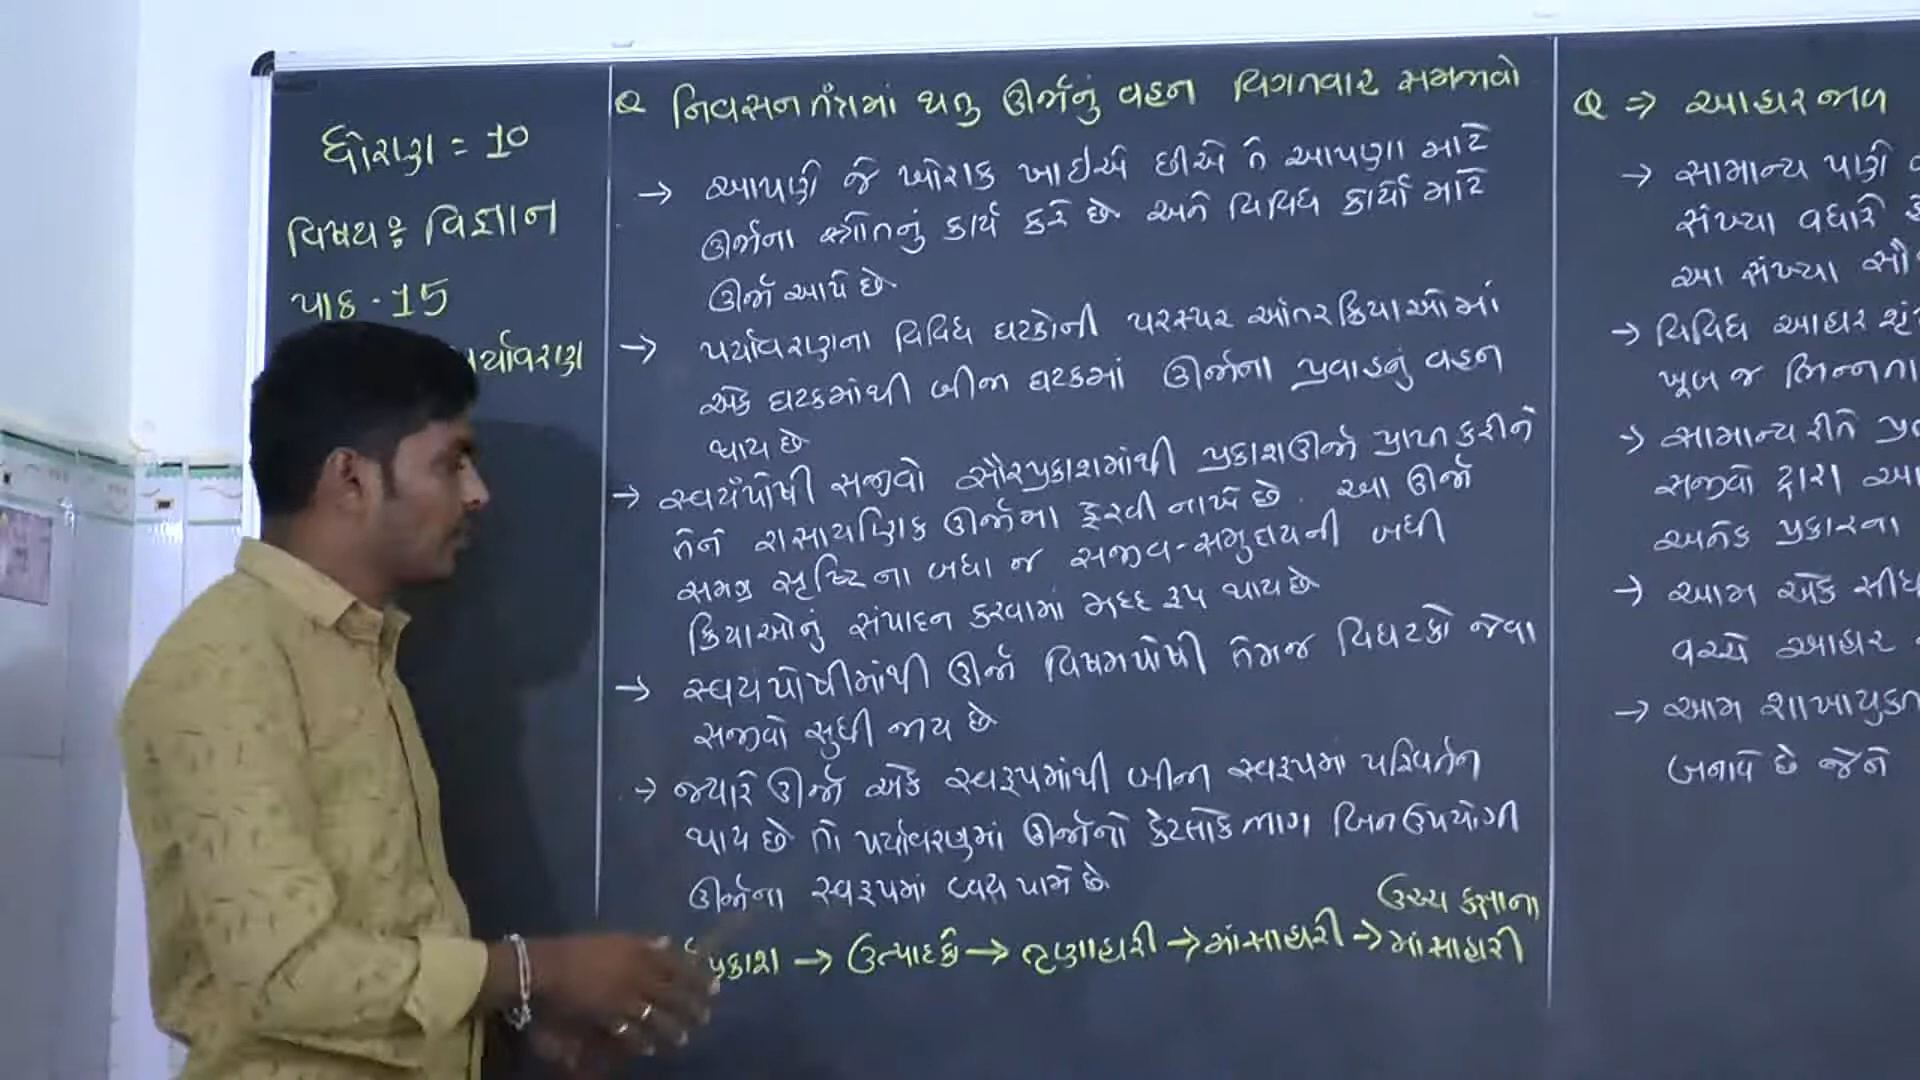 ધોરણ = 10
વિષય : વિજ્ઞાન
પાઠ - 15
ર્યાવરણ
Q નિવસનતંત્રમાં થતુ ઊર્જાનું વહન વિગતવાર સમજાવો
→ આપણે જે ખોરાક ખાઈએ છીએ તે આપણા માટે
ઊર્જાના સ્ત્રોતનું કાર્ય કરે છે અને વિવિધ કાર્યો માટે
ઊર્જા આપે છે
→ પર્યાવરણના વિવિધ ઘટકોની પરસ્પર આંતરક્રિયાઓમાં
એક ઘટકમાંથી બીજા ઘટકમાં ઊર્જાના પ્રવાહનું વહન
થાય છે
→ સ્વયંપોષી સજીવો સૌરપ્રકાશમાંથી પ્રકાશઊર્જા પ્રાપ્ત કરીને
તેને રાસાયણિક ઊર્જામાં ફેરવી નાખે છે. આ ઊર્જા
સમગ્ર સૃષ્ટિના બધા જ સજીવ-સમુદાયની બધી
ક્રિયાઓનું સંપાદન કરવામાં મદદ રૂપ થાય છે
→ સ્વયંપોષીમાંથી ઊર્જા વિષમપોષી તેમજ વિઘટકો જેવા
સજીવો સુધી જાય છે
→ જ્યારે ઊર્જા એક સ્વરૂપમાંથી બીજા સ્વરૂપમાં પરિવર્તન
થાય છે તો પર્યાવરણમાં ઊર્જાનો કેટલોક ભાગ બિનઉપયોગી
ઊર્જાના સ્વરૂપમાં વ્યય પામે છે
પ્રકાશ → ઉત્પાદકો → તૃણાહારી → માંસાહારી → ઉચ્ચ કક્ષાના માંસાહારી
Q ⇒ આહાર જાળ
→ સામાન્ય પણે
સંખ્યા વધારે
આ સંખ્યા સૌ
→ વિવિધ આહાર
ખૂબ જ ભિન્નતા
→ સામાન્ય રીતે
સજીવો દ્વારા
અનેક પ્રકારના
→ આમ એક સીધ
વચ્ચે આહાર
→ આમ શાખાયુક્ત
બનાવે છે જેને